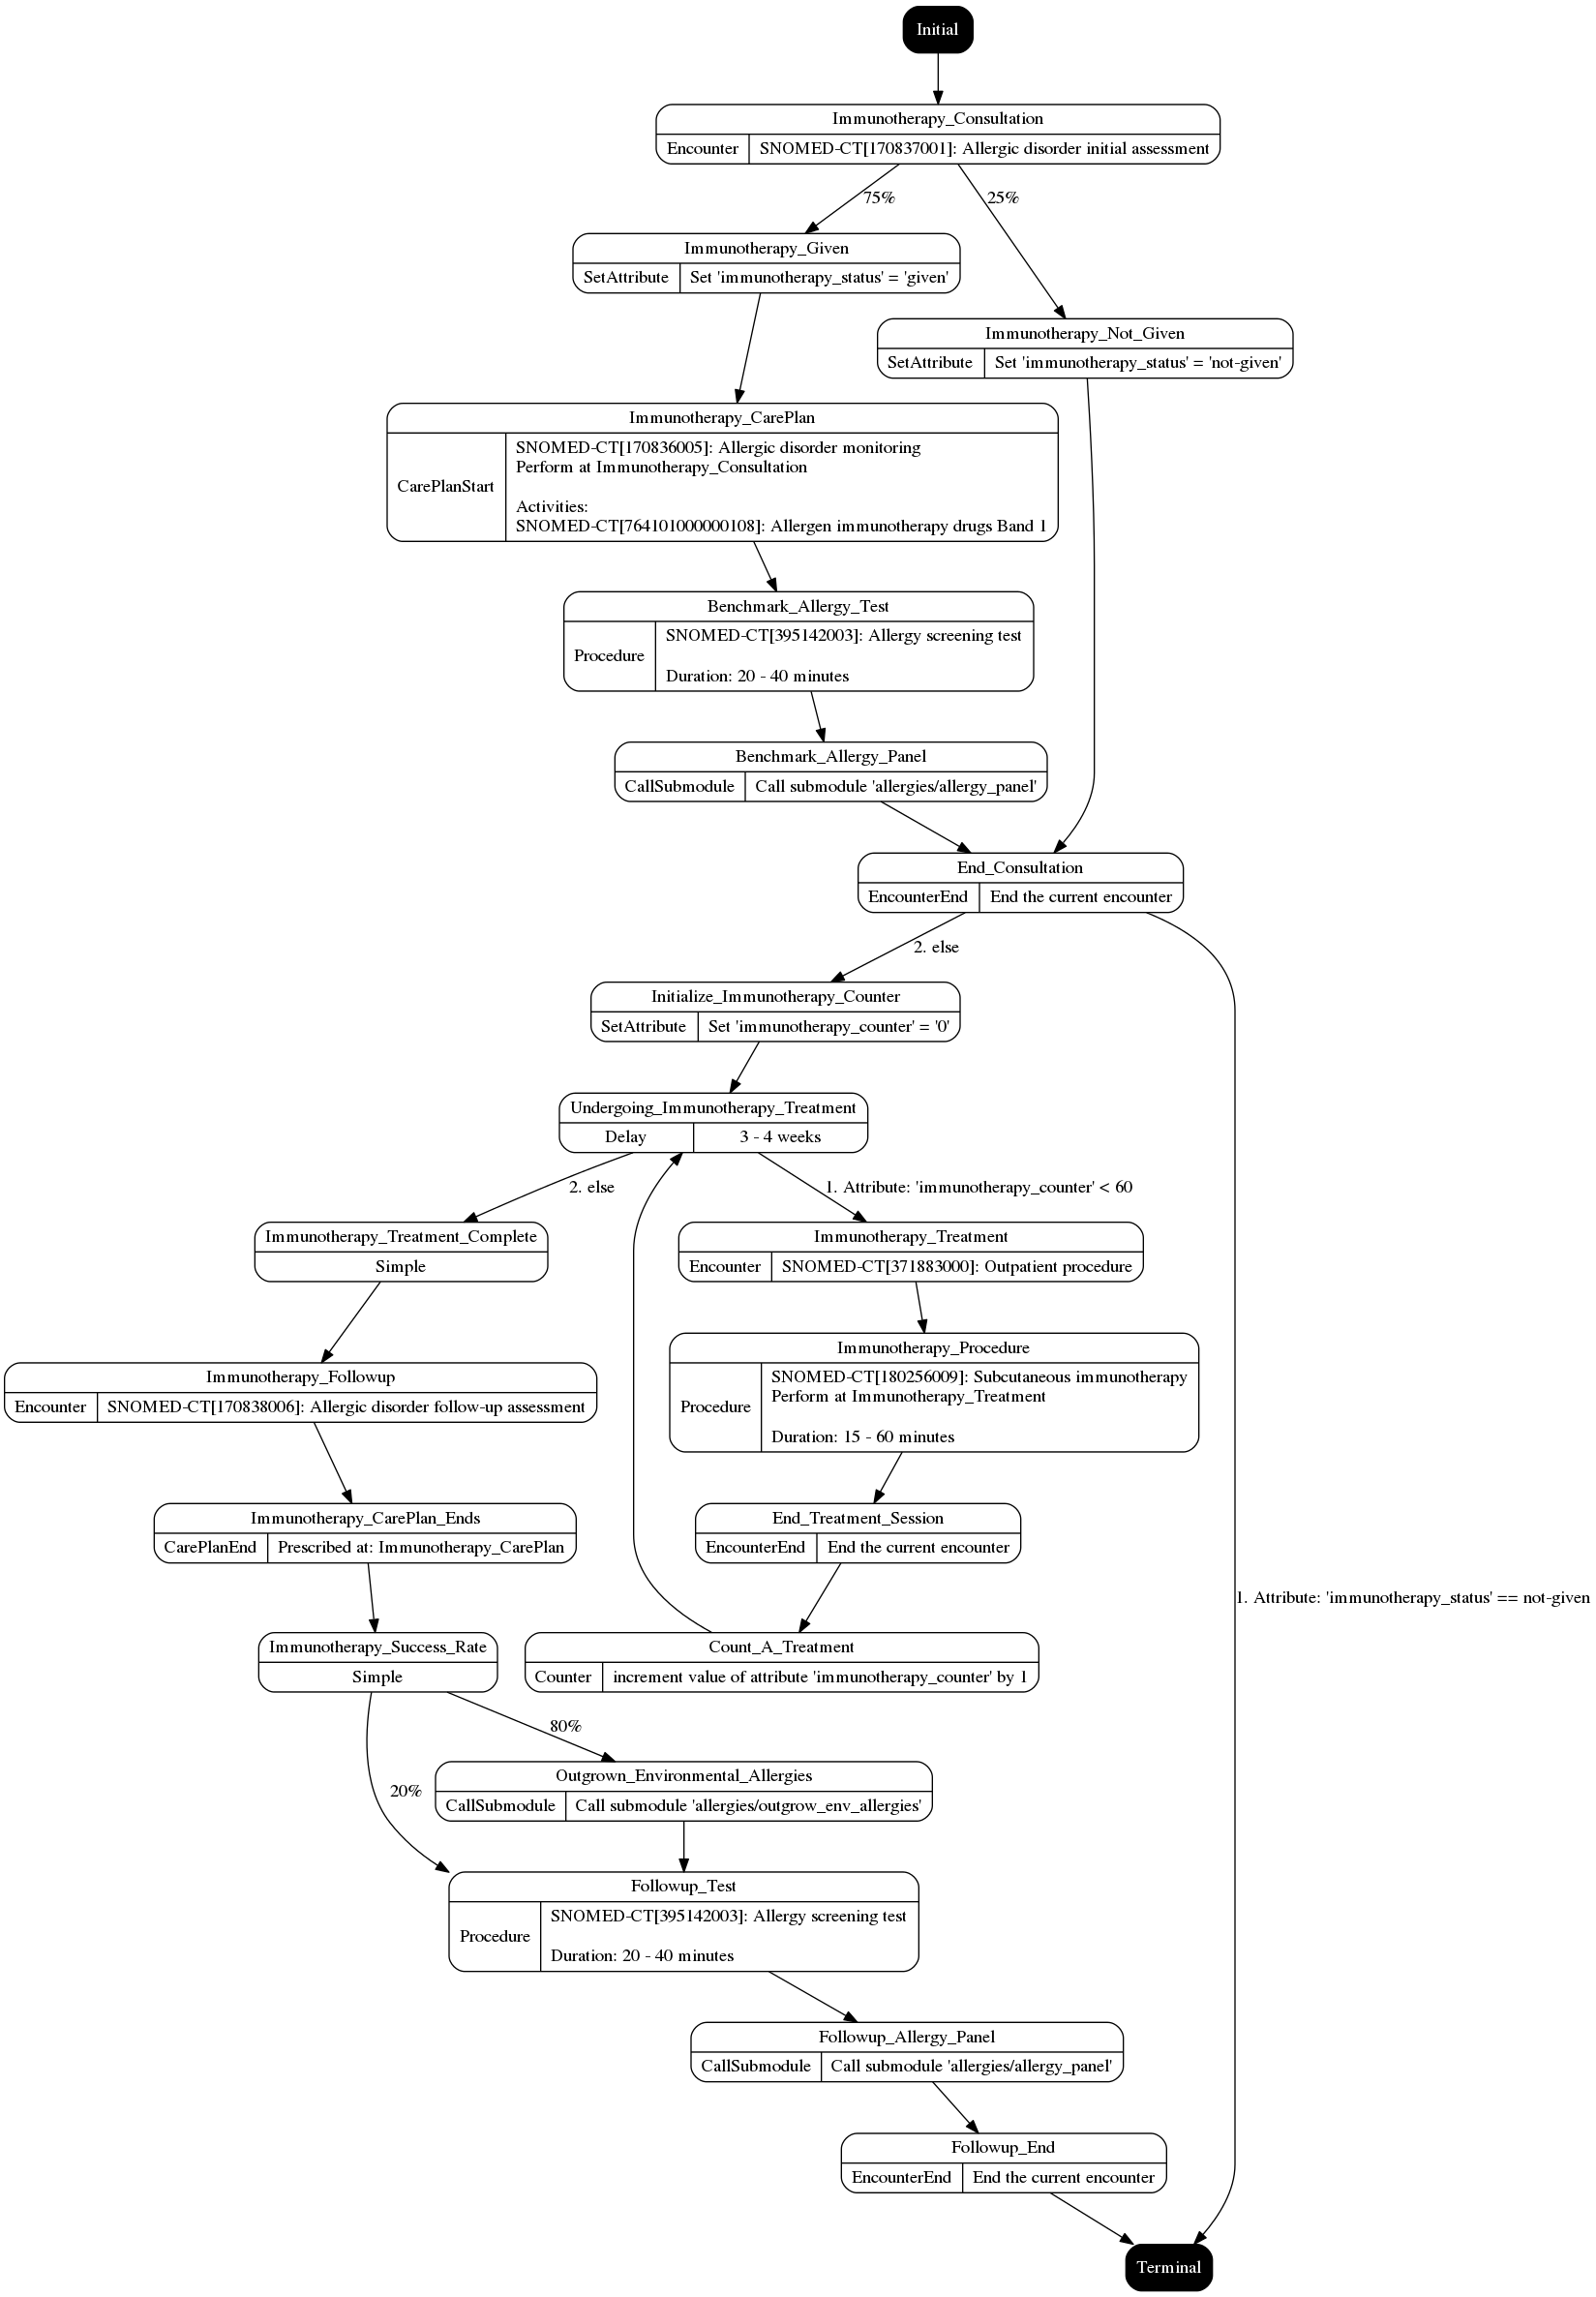 Initial
Immunotherapy_Consultation
Encounter
SNOMED-CT[170837001]: Allergic disorder initial assessment
75%
25%
Immunotherapy_Given
SetAttribute
Set 'immunotherapy_status' = 'given'
Immunotherapy_Not_Given
SetAttribute
Set 'immunotherapy_status' = 'not-given'
Immunotherapy_CarePlan
CarePlanStart
SNOMED-CT[170836005]: Allergic disorder monitoring
Perform at Immunotherapy_Consultation
Activities:
SNOMED-CT[764101000000108]: Allergen immunotherapy drugs Band 1
Benchmark_Allergy_Test
Procedure
SNOMED-CT[395142003]: Allergy screening test
Duration: 20 - 40 minutes
Benchmark_Allergy_Panel
CallSubmodule
Call submodule 'allergies/allergy_panel'
End_Consultation
EncounterEnd
End the current encounter
2. else
Initialize_Immunotherapy_Counter
SetAttribute
Set 'immunotherapy_counter' = '0'
Undergoing_Immunotherapy_Treatment
Delay
3 - 4 weeks
2. else
1. Attribute: 'immunotherapy_counter' < 60
Immunotherapy_Treatment_Complete
Simple
Immunotherapy_Treatment
Encounter
SNOMED-CT[371883000]: Outpatient procedure
Immunotherapy_Followup
Encounter
SNOMED-CT[170838006]: Allergic disorder follow-up assessment
Immunotherapy_Procedure
Procedure
SNOMED-CT[180256009]: Subcutaneous immunotherapy
Perform at Immunotherapy_Treatment
Duration: 15 - 60 minutes
Immunotherapy_CarePlan_Ends
CarePlanEnd
Prescribed at: Immunotherapy_CarePlan
End_Treatment_Session
EncounterEnd
End the current encounter
1. Attribute: 'immunotherapy_status' == not-given
Immunotherapy_Success_Rate
Simple
Count_A_Treatment
Counter
increment value of attribute 'immunotherapy_counter' by 1
80%
20%
Outgrown_Environmental_Allergies
CallSubmodule
Call submodule 'allergies/outgrow_env_allergies'
Followup_Test
Procedure
SNOMED-CT[395142003]: Allergy screening test
Duration: 20 - 40 minutes
Followup_Allergy_Panel
CallSubmodule
Call submodule 'allergies/allergy_panel'
Followup_End
EncounterEnd
End the current encounter
Terminal